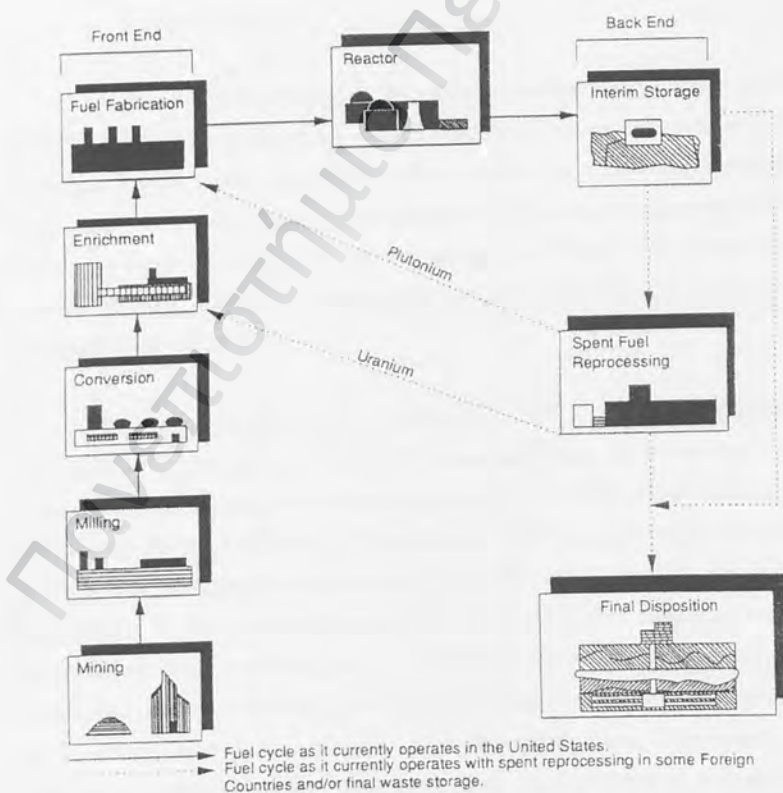 Front End
Back End
Reactor
Fuel Fabrication
Interim Storage
Enrichment
Plutonium
Spent Fuel
Reprocessing
Uranium
Conversion
Milling
Final Disposition
Mining
Fuel cycle as it currently operates in the United States.
Fuel cycle as it currently operates with spent reprocessing in some Foreign
Countries and/or final waste storage.
Πανεπιστήμιο Πε